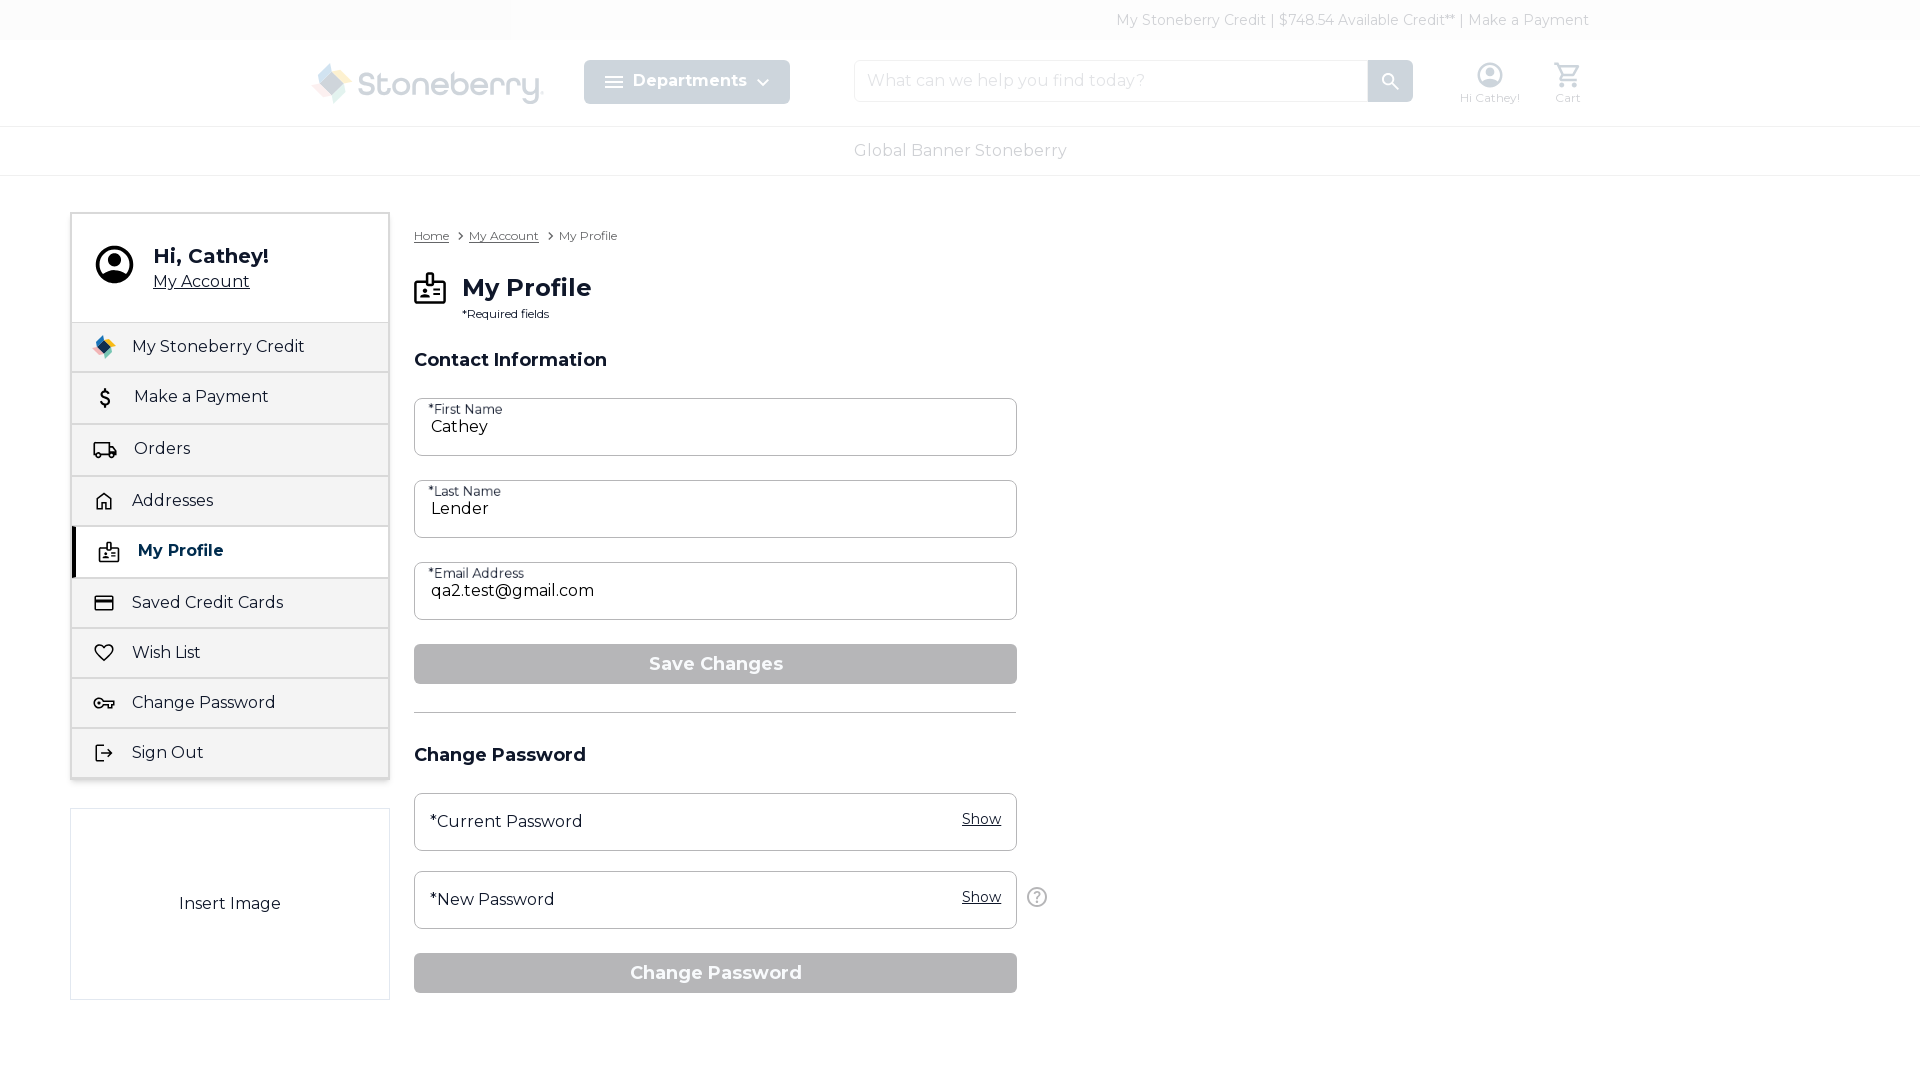 My Stoneberry Credit | $748.54 Available Credit** | Make a Payment
Stoneberry
Departments
What can we help you find today?
Hi Cathey!
Cart
Global Banner Stoneberry
Hi, Cathey!
My Account
My Stoneberry Credit
Make a Payment
Orders
Addresses
My Profile
Saved Credit Cards
Wish List
Change Password
Sign Out
Insert Image
Home > My Account > My Profile
My Profile
*Required fields
Contact Information
*First Name
Cathey
*Last Name
Lender
*Email Address
qa2.test@gmail.com
Save Changes
Change Password
*Current Password Show
*New Password Show
Change Password